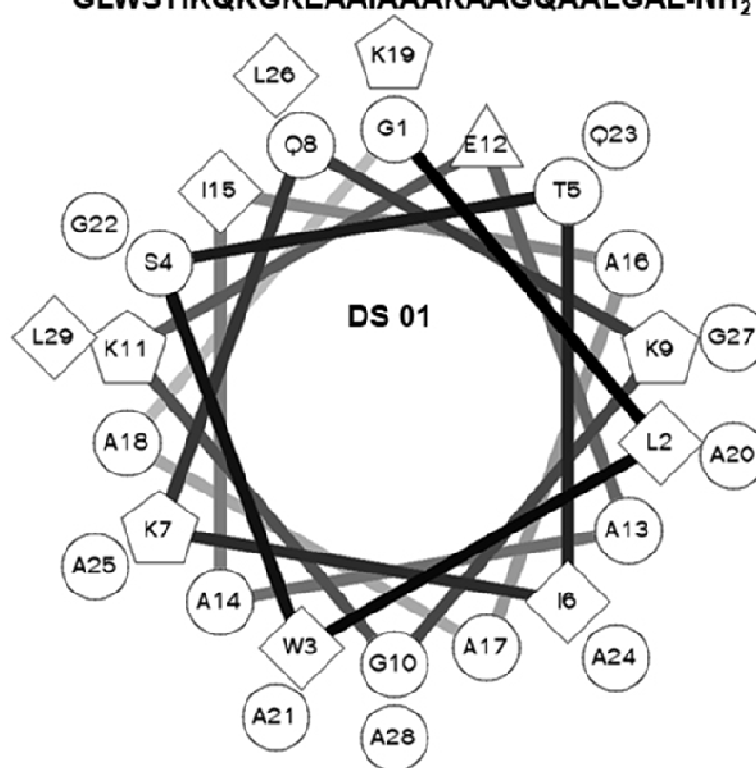 GLWSTIKQKGKEAAIAAAKAAGQAALGAL-NH₂
K19
L26
G1
Q8
E12
Q23
I15
T5
G22
S4
A16
DS 01
L29
K11
K9
G27
A18
L2
A20
K7
A13
A25
A14
I6
W3
G10
A17
A24
A21
A28